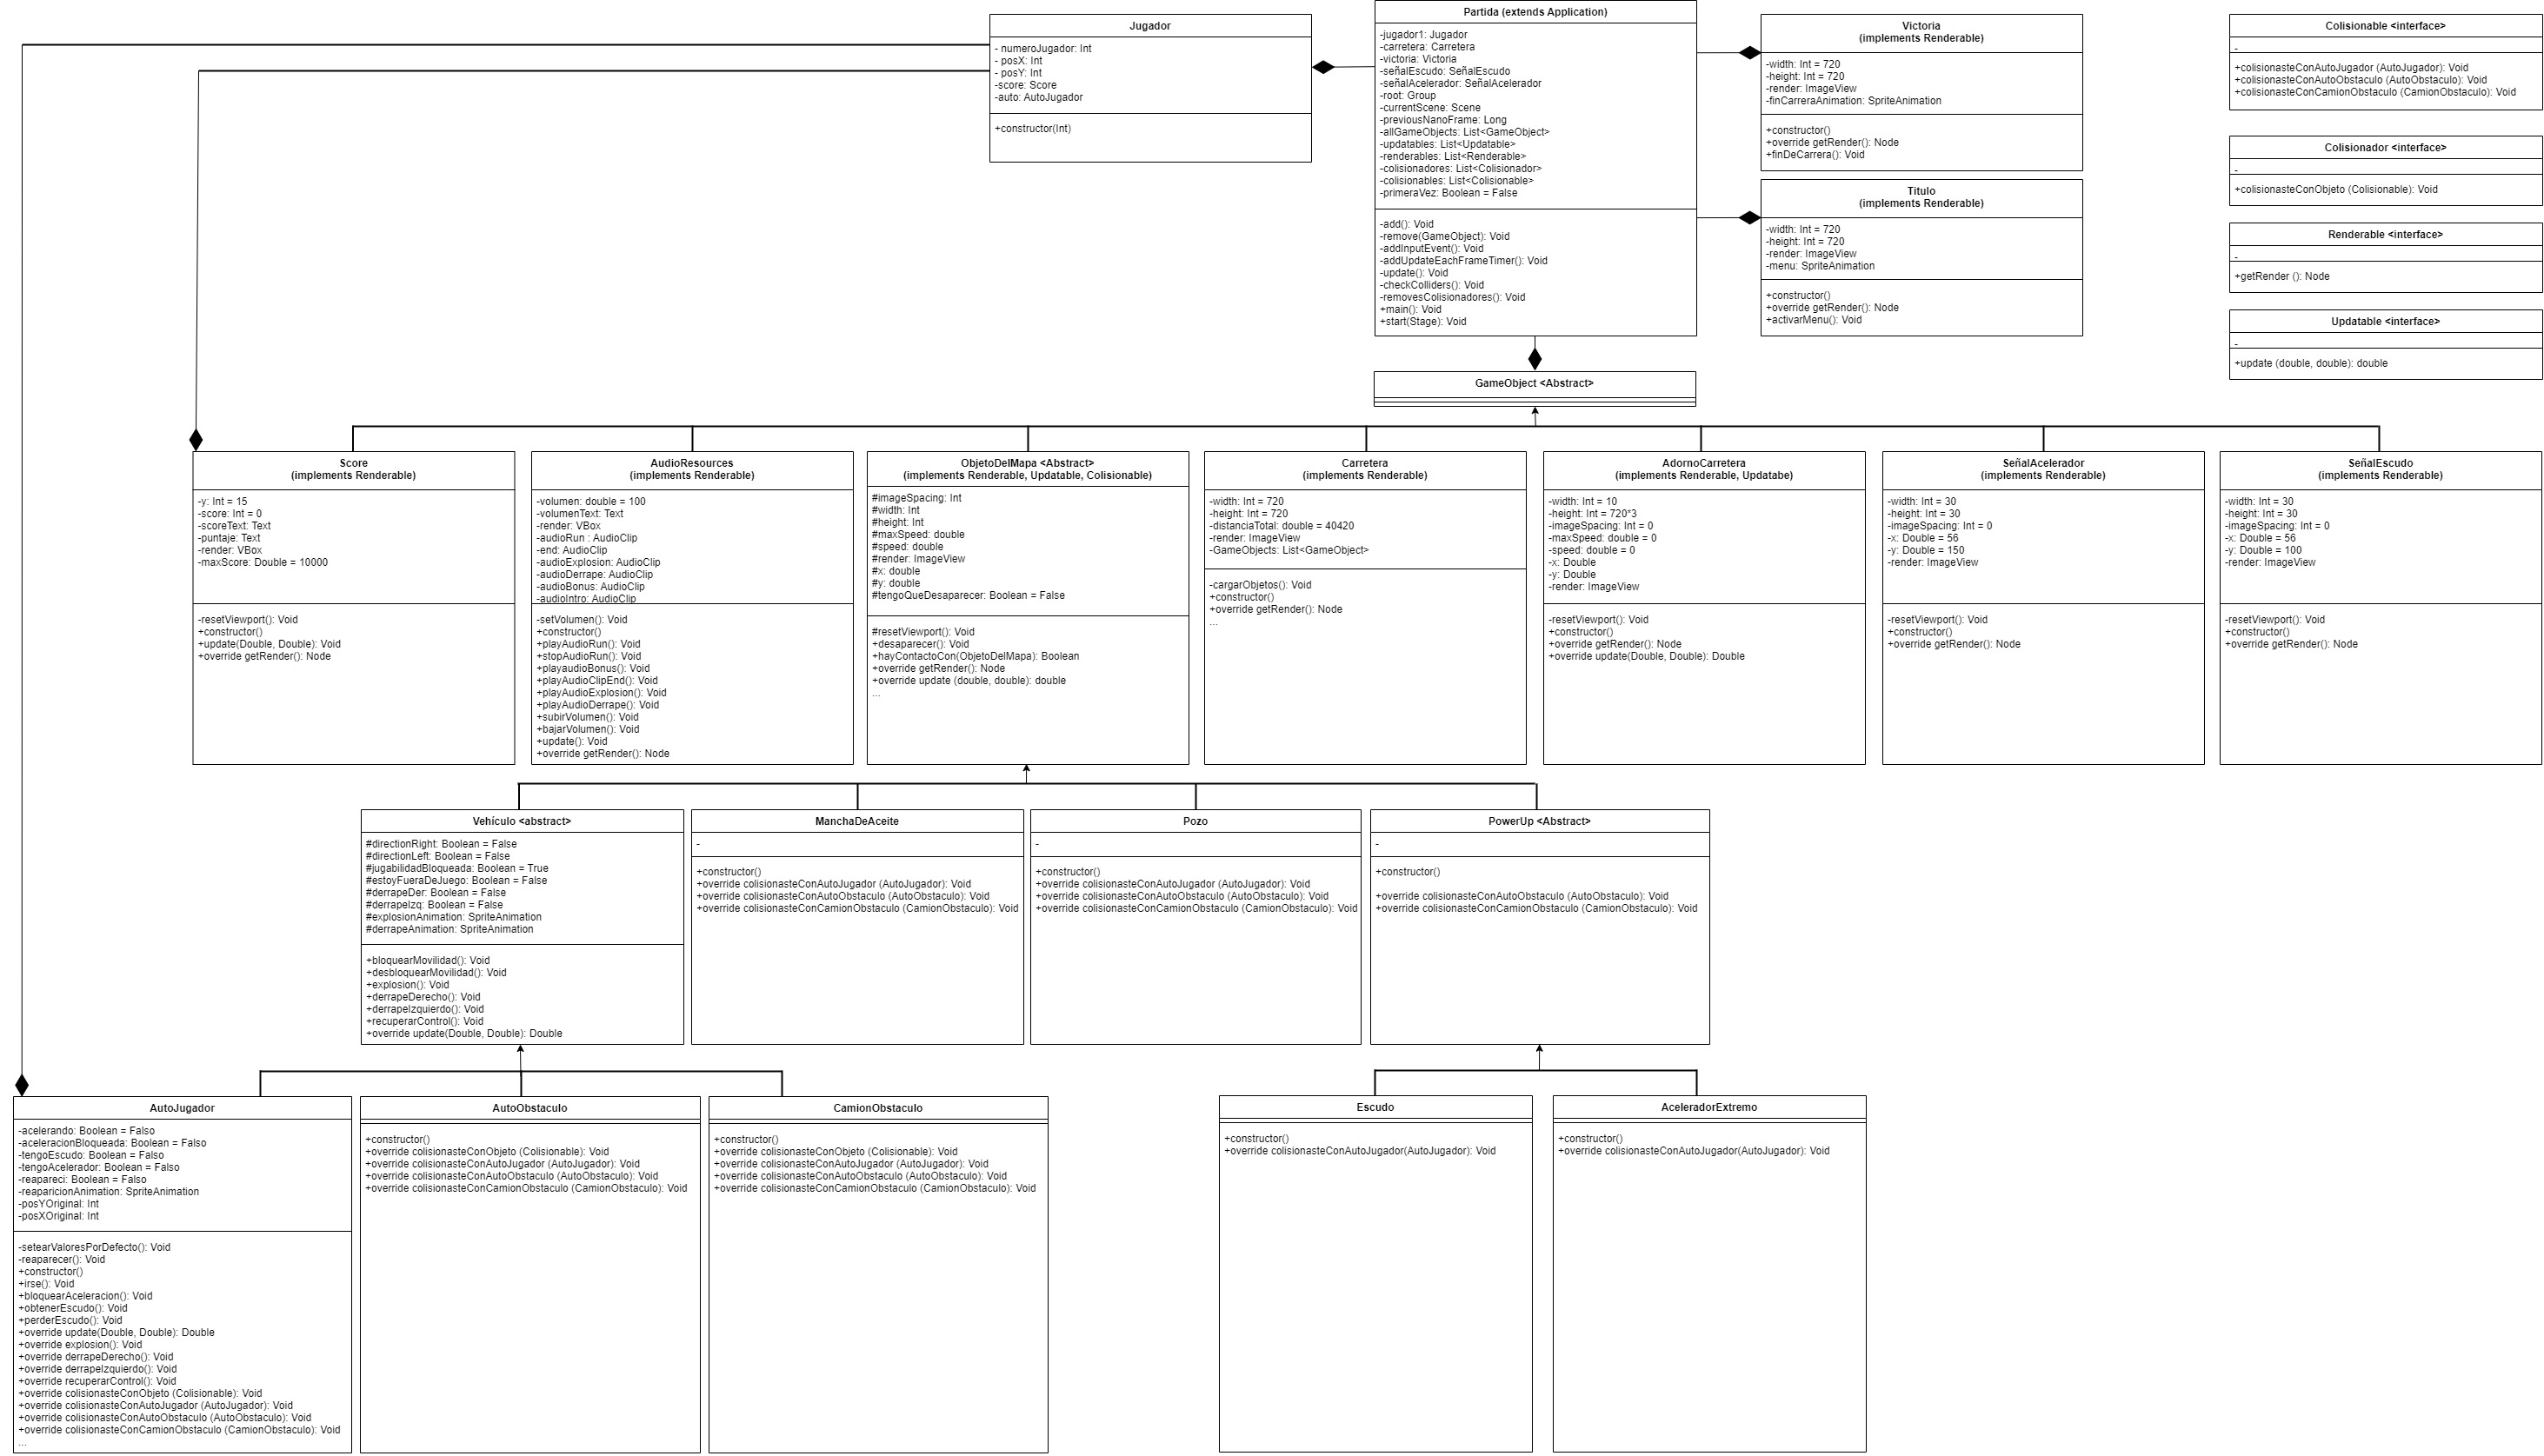 Jugador
- numeroJugador: Int
- posX: Int
- posY: Int
-score: Score
-auto: AutoJugador
+constructor(Int)
Partida (extends Application)
-jugador1: Jugador
-carretera: Carretera
-victoria: Victoria
-señalEscudo: SeñalEscudo
-señalAcelerador: SeñalAcelerador
-root: Group
-currentScene: Scene
-previousNanoFrame: Long
-allGameObjects: List<GameObject>
-updatables: List<Updatable>
-renderables: List<Renderable>
-colisionadores: List<Colisionador>
-colisionables: List<Colisionable>
-primeraVez: Boolean = False
-add(): Void
-remove(GameObject): Void
-addInputEvent(): Void
-addUpdateEachFrameTimer(): Void
-update(): Void
-checkColliders(): Void
-removesColisionadores(): Void
+main(): Void
+start(Stage): Void
Victoria
(implements Renderable)
-width: Int = 720
-height: Int = 720
-render: ImageView
-finCarreraAnimation: SpriteAnimation
+constructor()
+override getRender(): Node
+finDeCarrera(): Void
Titulo
(implements Renderable)
-width: Int = 720
-height: Int = 720
-render: ImageView
-menu: SpriteAnimation
+constructor()
+override getRender(): Node
+activarMenu(): Void
Colisionable <interface>
-
+colisionasteConAutoJugador (AutoJugador): Void
+colisionasteConAutoObstaculo (AutoObstaculo): Void
+colisionasteConCamionObstaculo (CamionObstaculo): Void
Colisionador <interface>
-
+colisionasteConObjeto (Colisionable): Void
Renderable <interface>
-
+getRender (): Node
Updatable <interface>
-
+update (double, double): double
GameObject <Abstract>
Score
(implements Renderable)
-y: Int = 15
-score: Int = 0
-scoreText: Text
-puntaje: Text
-render: VBox
-maxScore: Double = 10000
-resetViewport(): Void
+constructor()
+update(Double, Double): Void
+override getRender(): Node
AudioResources
(implements Renderable)
-volumen: double = 100
-volumenText: Text
-render: VBox
-audioRun : AudioClip
-end: AudioClip
-audioExplosion: AudioClip
-audioDerrape: AudioClip
-audioBonus: AudioClip
-audioIntro: AudioClip
-setVolumen(): Void
+constructor()
+playAudioRun(): Void
+stopAudioRun(): Void
+playaudioBonus(): Void
+playAudioClipEnd(): Void
+playAudioExplosion(): Void
+playAudioDerrape(): Void
+subirVolumen(): Void
+bajarVolumen(): Void
+update(): Void
+override getRender(): Node
ObjetoDelMapa <Abstract>
(implements Renderable, Updatable, Colisionable)
#imageSpacing: Int
#width: Int
#height: Int
#maxSpeed: double
#speed: double
#render: ImageView
#x: double
#y: double
#tengoQueDesaparecer: Boolean = False
#resetViewport(): Void
+desaparecer(): Void
+hayContactoCon(ObjetoDelMapa): Boolean
+override getRender(): Node
+override update (double, double): double
...
Carretera
(implements Renderable)
-width: Int = 720
-height: Int = 720
-distanciaTotal: double = 40420
-render: ImageView
-GameObjects: List<GameObject>
-cargarObjetos(): Void
+constructor()
+override getRender(): Node
...
AdornoCarretera
(implements Renderable, Updatabe)
-width: Int = 10
-height: Int = 720*3
-imageSpacing: Int = 0
-maxSpeed: double = 0
-speed: double = 0
-x: Double
-y: Double
-render: ImageView
-resetViewport(): Void
+constructor()
+override getRender(): Node
+override update(Double, Double): Double
SeñalAcelerador
(implements Renderable)
-width: Int = 30
-height: Int = 30
-imageSpacing: Int = 0
-x: Double = 56
-y: Double = 150
-render: ImageView
-resetViewport(): Void
+constructor()
+override getRender(): Node
SeñalEscudo
(implements Renderable)
-width: Int = 30
-height: Int = 30
-imageSpacing: Int = 0
-x: Double = 56
-y: Double = 100
-render: ImageView
-resetViewport(): Void
+constructor()
+override getRender(): Node
Vehículo <abstract>
#directionRight: Boolean = False
#directionLeft: Boolean = False
#jugabilidadBloqueada: Boolean = True
#estoyFueraDeJuego: Boolean = False
#derrapeDer: Boolean = False
#derrapeIzq: Boolean = False
#explosionAnimation: SpriteAnimation
#derrapeAnimation: SpriteAnimation
+bloquearMovilidad(): Void
+desbloquearMovilidad(): Void
+explosion(): Void
+derrapeDerecho(): Void
+derrapeIzquierdo(): Void
+recuperarControl(): Void
+override update(Double, Double): Double
ManchaDeAceite
-
+constructor()
+override colisionasteConAutoJugador (AutoJugador): Void
+override colisionasteConAutoObstaculo (AutoObstaculo): Void
+override colisionasteConCamionObstaculo (CamionObstaculo): Void
Pozo
-
+constructor()
+override colisionasteConAutoJugador (AutoJugador): Void
+override colisionasteConAutoObstaculo (AutoObstaculo): Void
+override colisionasteConCamionObstaculo (CamionObstaculo): Void
PowerUp <Abstract>
-
+constructor()
+override colisionasteConAutoObstaculo (AutoObstaculo): Void
+override colisionasteConCamionObstaculo (CamionObstaculo): Void
AutoJugador
-acelerando: Boolean = Falso
-aceleracionBloqueada: Boolean = Falso
-tengoEscudo: Boolean = Falso
-tengoAcelerador: Boolean = Falso
-reapareci: Boolean = Falso
-reaparicionAnimation: SpriteAnimation
-posYOriginal: Int
-posXOriginal: Int
-setearValoresPorDefecto(): Void
-reaparecer(): Void
+constructor()
+irse(): Void
+bloquearAceleracion(): Void
+obtenerEscudo(): Void
+perderEscudo(): Void
+override update(Double, Double): Double
+override explosion(): Void
+override derrapeDerecho(): Void
+override derrapeIzquierdo(): Void
+override recuperarControl(): Void
+override colisionasteConObjeto (Colisionable): Void
+override colisionasteConAutoJugador (AutoJugador): Void
+override colisionasteConAutoObstaculo (AutoObstaculo): Void
+override colisionasteConCamionObstaculo (CamionObstaculo): Void
...
AutoObstaculo
+constructor()
+override colisionasteConObjeto (Colisionable): Void
+override colisionasteConAutoJugador (AutoJugador): Void
+override colisionasteConAutoObstaculo (AutoObstaculo): Void
+override colisionasteConCamionObstaculo (CamionObstaculo): Void
CamionObstaculo
+constructor()
+override colisionasteConObjeto (Colisionable): Void
+override colisionasteConAutoJugador (AutoJugador): Void
+override colisionasteConAutoObstaculo (AutoObstaculo): Void
+override colisionasteConCamionObstaculo (CamionObstaculo): Void
Escudo
+constructor()
+override colisionasteConAutoJugador(AutoJugador): Void
AceleradorExtremo
+constructor()
+override colisionasteConAutoJugador(AutoJugador): Void